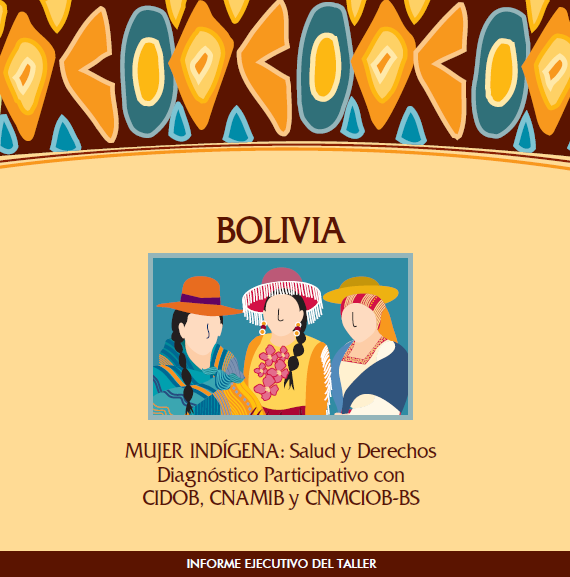 BOLIVIA
MUJER INDÍGENA: Salud y Derechos
Diagnóstico Participativo con
CIDOB, CNAMIB y CNMCIOB-BS
INFORME EJECUTIVO DEL TALLER